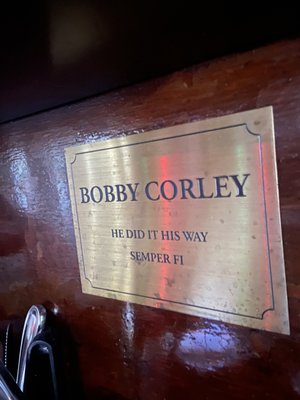 BOBBY CORLEY
HE DID IT HIS WAY
SEMPER FI